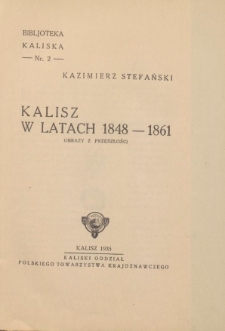 BIBLJOTEKA
KALISKA
— Nr. 2 —
KAZIMIERZ STEFAŃSKI
KALISZ
W LATACH 1848 — 1861
OBRAZY Z PRZESZŁOŚCI
KALISZ 1935
KALISKI ODDZIAŁ
POLSKIEGO TOWARZYSTWA KRAJOZNAWCZEGO